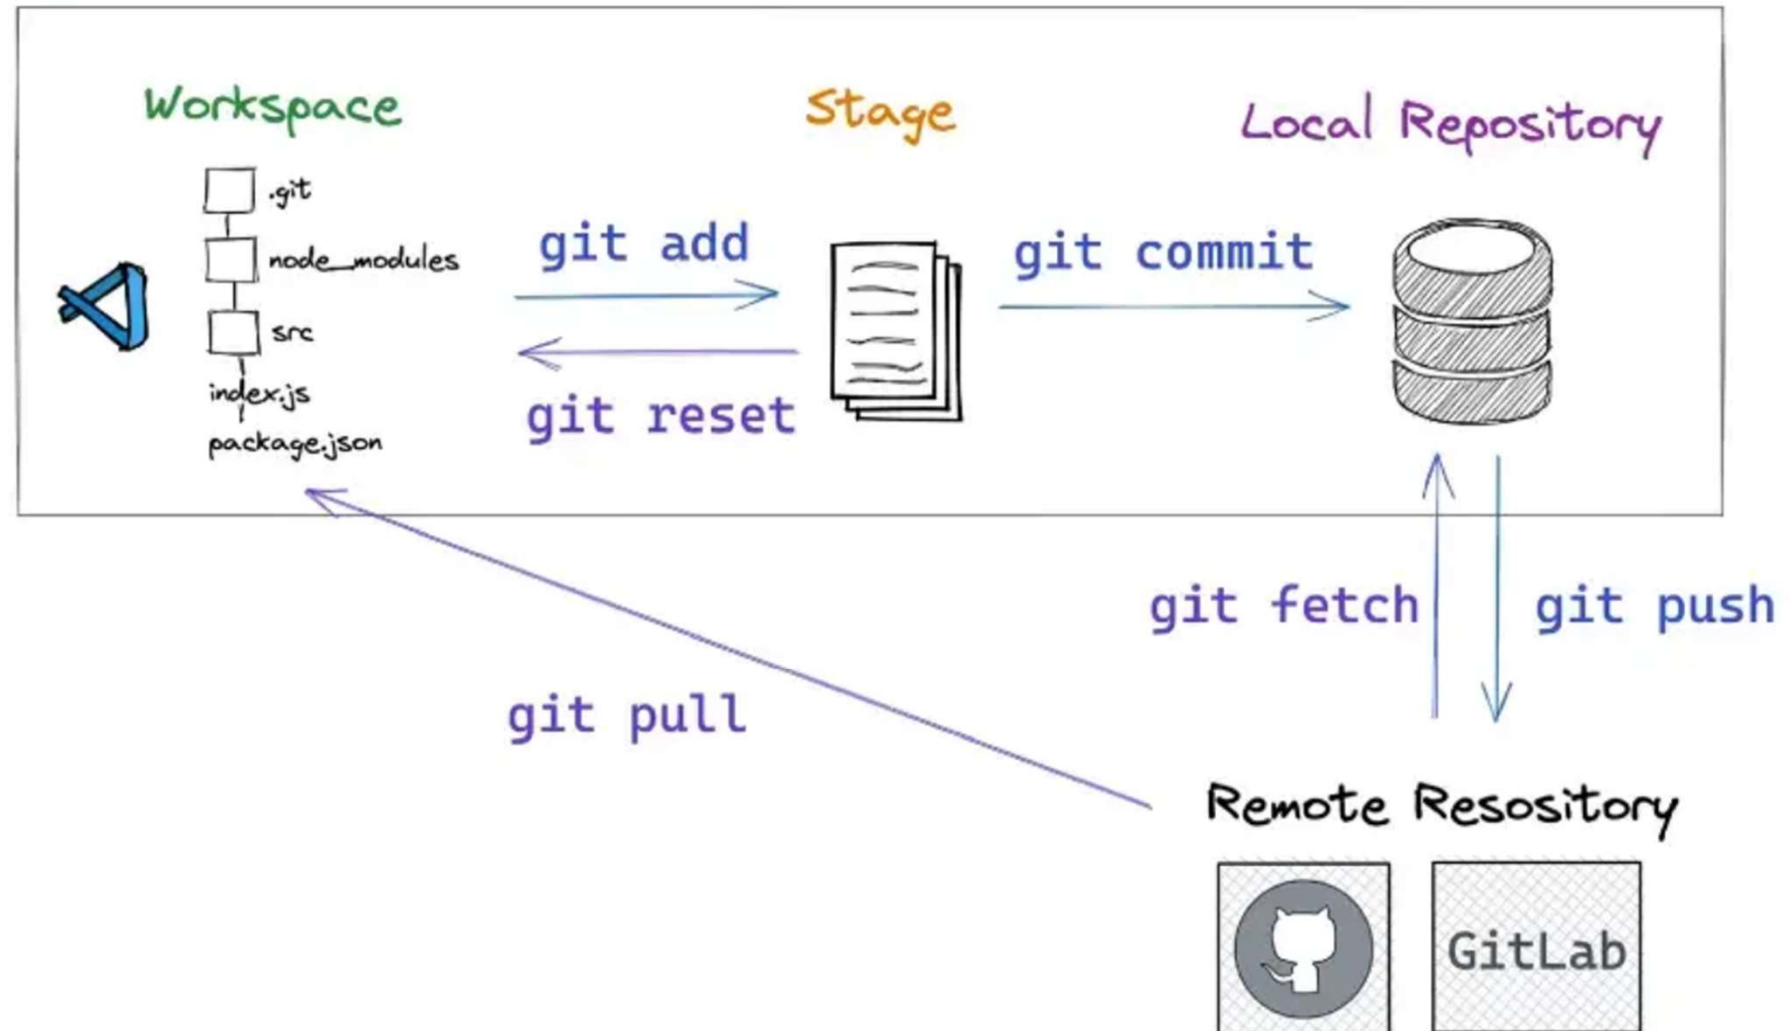 Workspace
Stage
Local Repository
.git
node_modules
src
index.js
package.json
git add
git commit
git reset
git fetch
git push
git pull
Remote Resository
GitLab